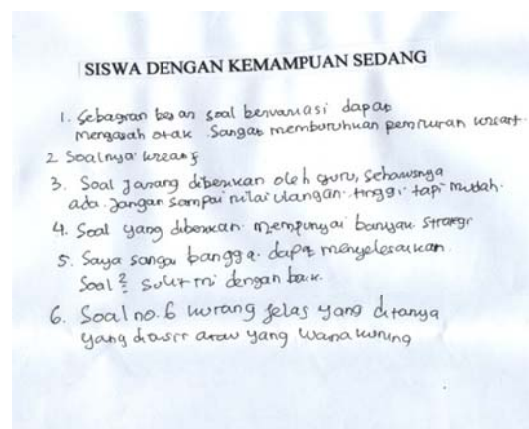 SISWA DENGAN KEMAMPUAN SEDANG
1. Sebagian besar soal bervariasi dapat
mengasah otak. Sangat membutuhkan pemikiran kreatif.
2 Soalnya kreatif
3. Soal jarang diberikan oleh guru, seharusnya
ada. jangan sampai nilai ulangan tinggi tapi mudah.
4. Soal yang diberikan mempunyai banyak strategi
5. Saya sangat bangga dapat menyelesaikan
Soal² sulit ini dengan baik.
6. Soal no. 6 kurang jelas yang ditanya
yang diarsir atau yang warna kuning